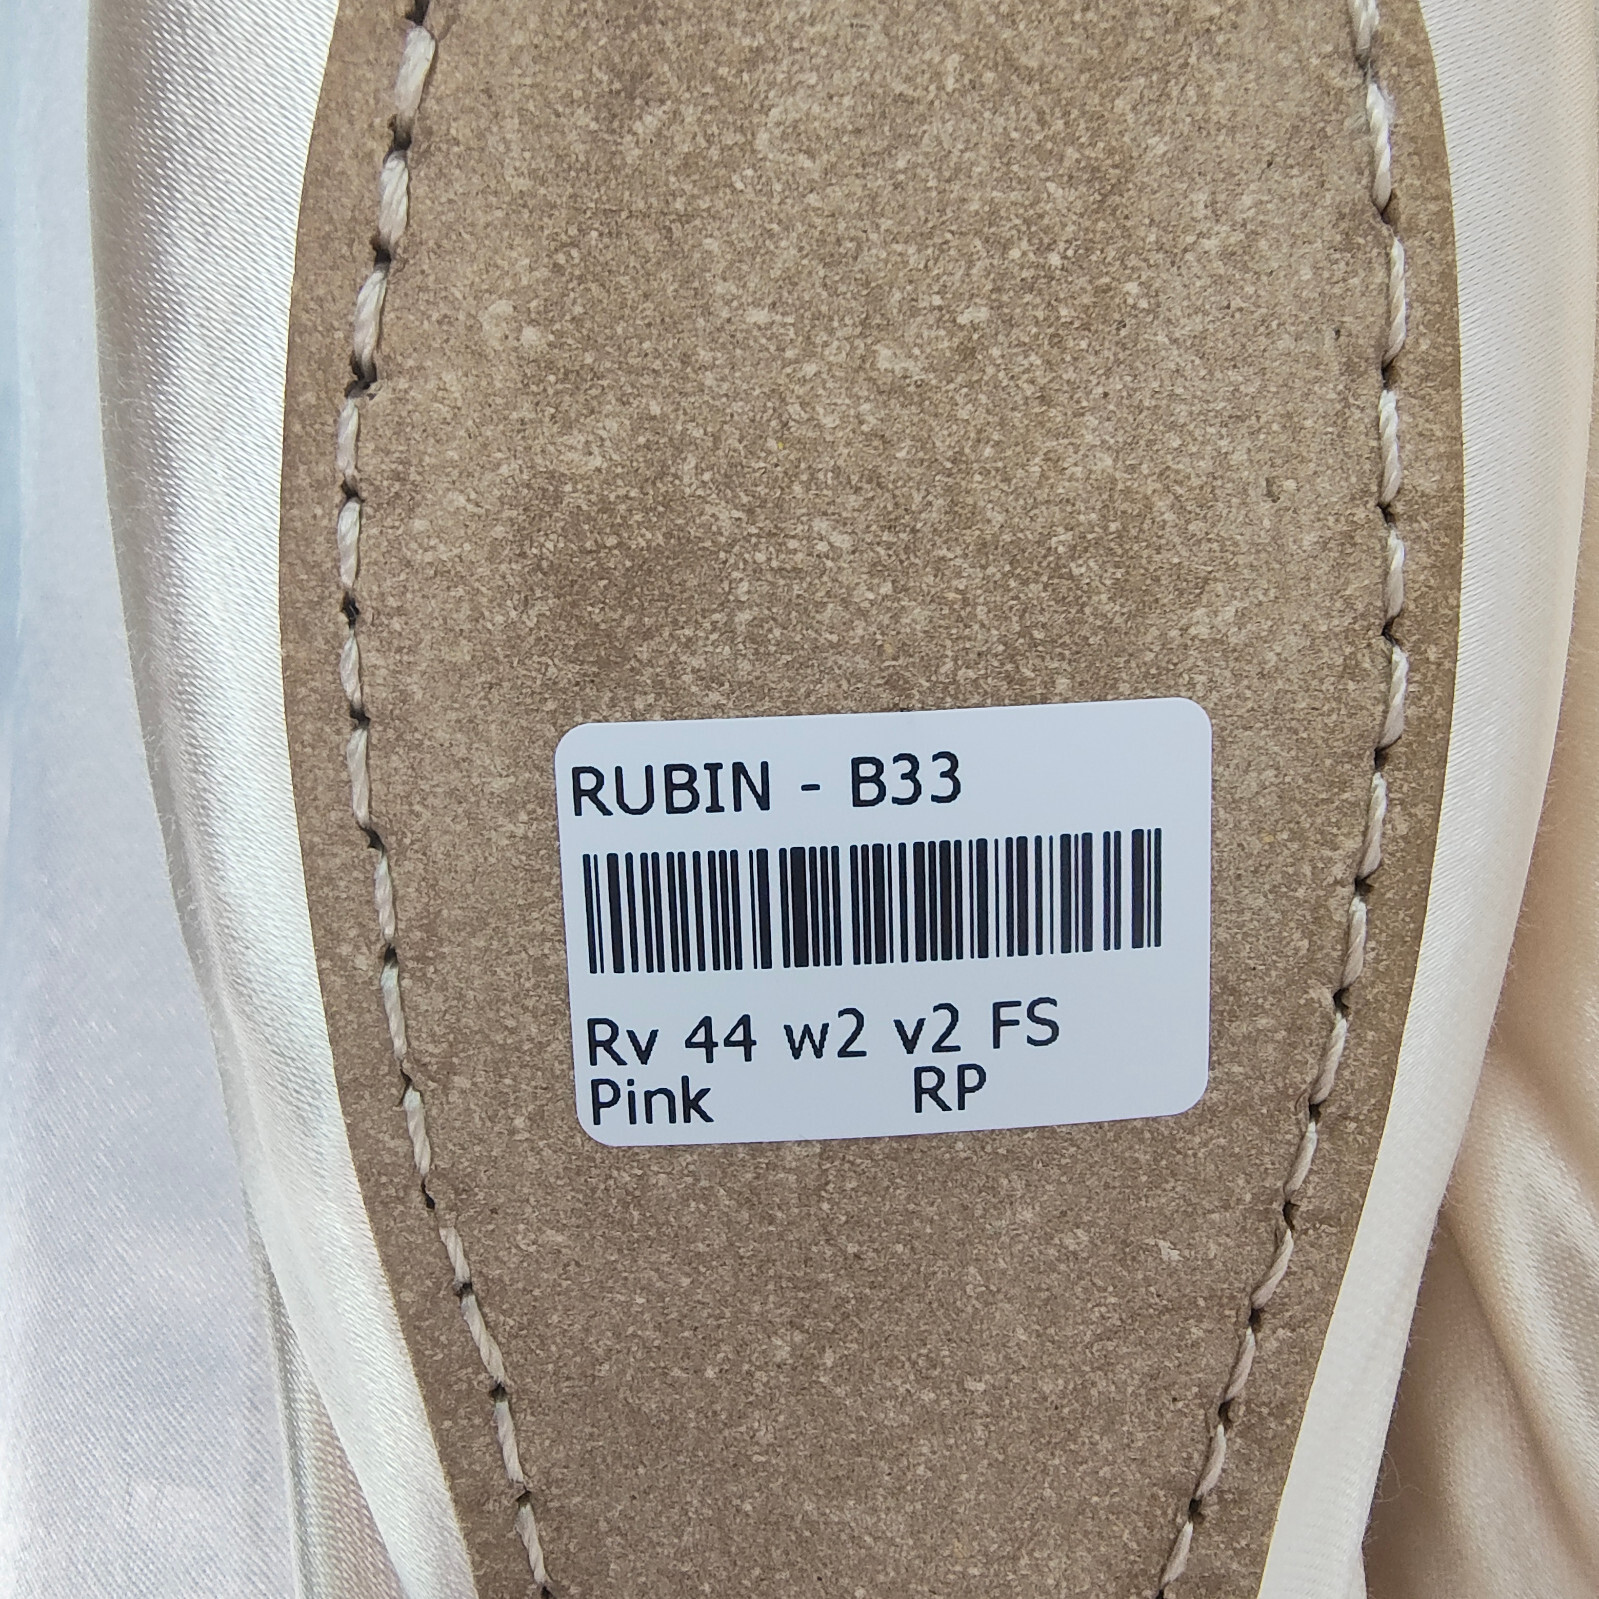 RUBIN - B33
Rv 44 w2 v2 FS
Pink RP